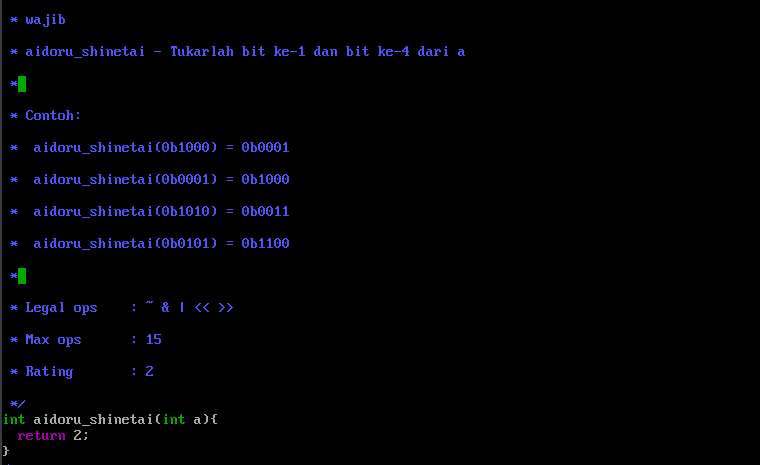 * wajib
* aidoru_shinetai - Tukarlah bit ke-1 dan bit ke-4 dari a
*
* Contoh:
*  aidoru_shinetai(0b1000) = 0b0001
*  aidoru_shinetai(0b0001) = 0b1000
*  aidoru_shinetai(0b1010) = 0b0011
*  aidoru_shinetai(0b0101) = 0b1100
*
* Legal ops    : ~ & | << >>
* Max ops      : 15
* Rating       : 2
*/
int aidoru_shinetai(int a){
  return 2;
}